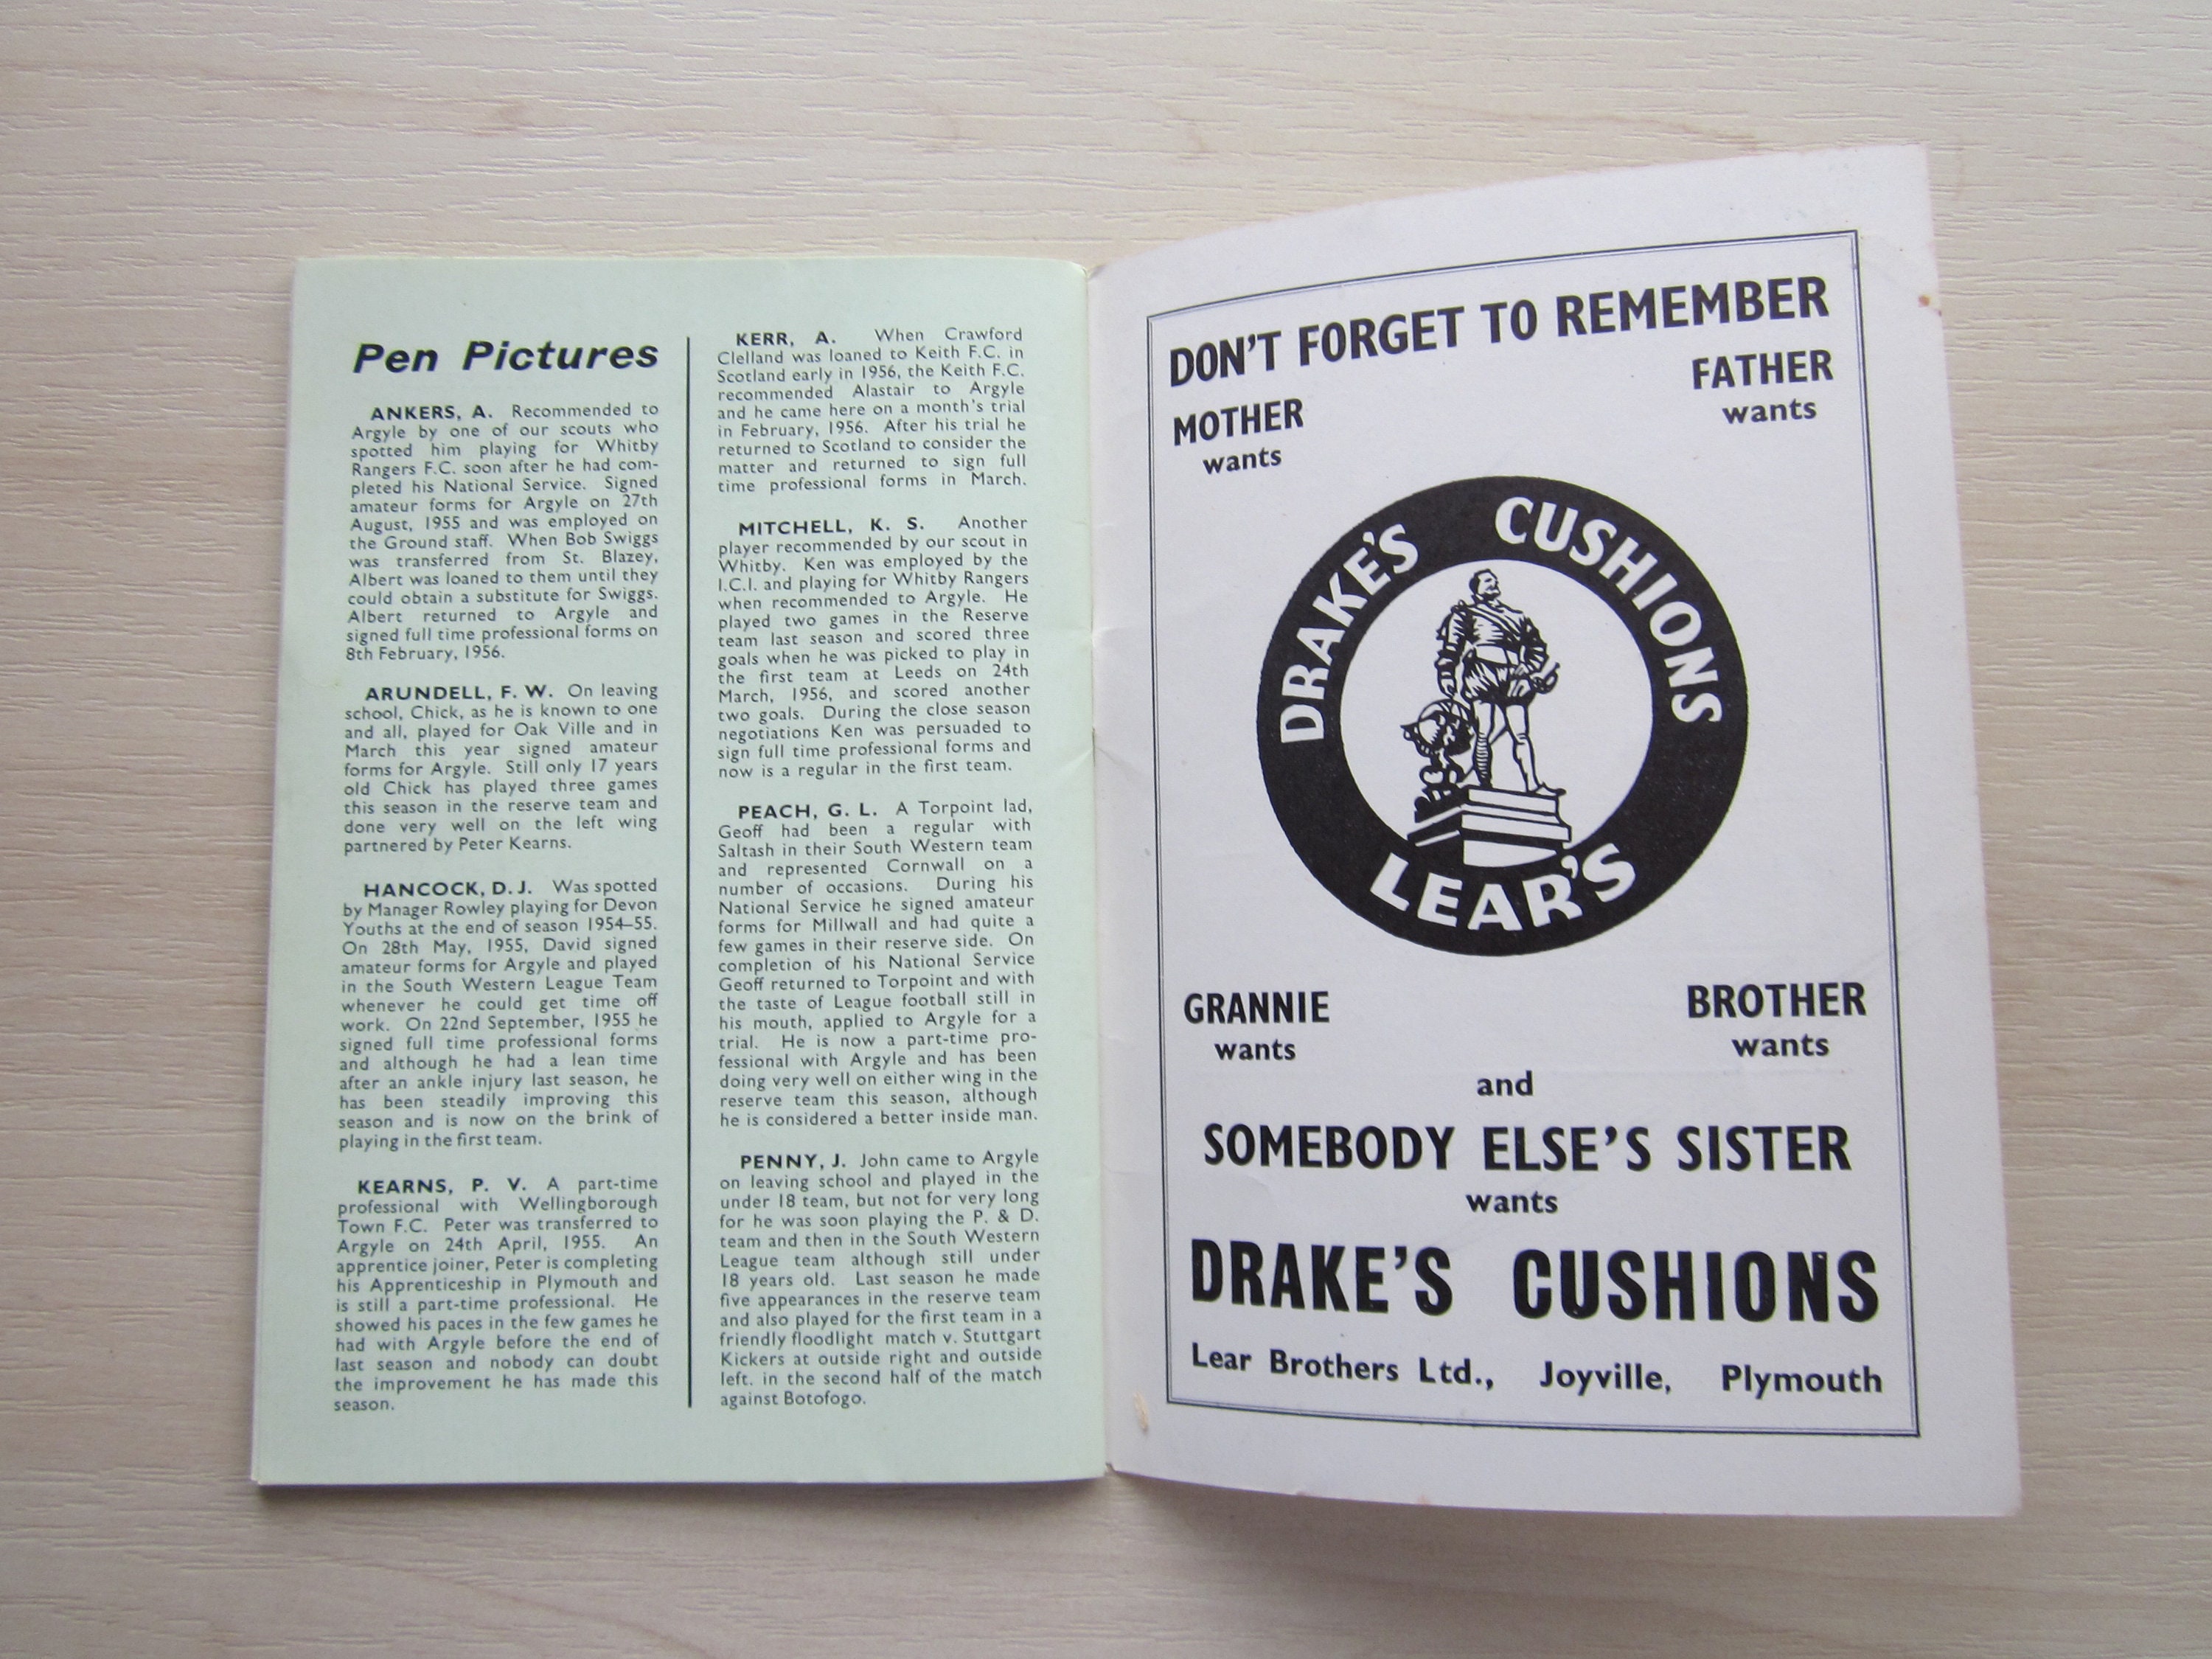 Pen Pictures
ANKERS, A. Recommended to
Argyle by one of our scouts who
spotted him playing for Whitby
Rangers F.C. soon after he had com-
pleted his National Service. Signed
amateur forms for Argyle on 27th
August, 1955 and was employed on
the Ground staff. When Bob Swiggs
was transferred from St. Blazey,
Albert was loaned to them until they
could obtain a substitute for Swiggs.
Albert returned to Argyle and
signed full time professional forms on
8th February, 1956.
ARUNDELL, F. W. On leaving
school, Chick, as he is known to one
and all, played for Oak Ville and in
March this year signed amateur
forms for Argyle. Still only 17 years
old Chick has played three games
this season in the reserve team and
done very well on the left wing
partnered by Peter Kearns.
HANCOCK, D. J. Was spotted
by Manager Rowley playing for Devon
Youths at the end of season 1954–55.
On 28th May, 1955, David signed
amateur forms for Argyle and played
in the South Western League Team
whenever he could get time off
work. On 22nd September, 1955 he
signed full time professional forms
and although he had a lean time
after an ankle injury last season, he
has been steadily improving this
season and is now on the brink of
playing in the first team.
KEARNS, P. V. A part-time
professional with Wellingborough
Town F.C. Peter was transferred to
Argyle on 24th April, 1955. An
apprentice joiner, Peter is completing
his Apprenticeship in Plymouth and
is still a part-time professional. He
showed his paces in the few games he
had with Argyle before the end of
last season and nobody can doubt
the improvement he has made this
season.
KERR, A. When Crawford
Clelland was loaned to Keith F.C. in
Scotland early in 1956, the Keith F.C.
recommended Alastair to Argyle
and he came here on a month's trial
in February, 1956. After his trial he
returned to Scotland to consider the
matter and returned to sign full
time professional forms in March.
MITCHELL, K. S. Another
player recommended by our scout in
Whitby. Ken was employed by the
I.C.I. and playing for Whitby Rangers
when recommended to Argyle. He
played two games in the Reserve
team last season and scored three
goals when he was picked to play in
the first team at Leeds on 24th
March, 1956, and scored another
two goals. During the close season
negotiations Ken was persuaded to
sign full time professional forms and
now is a regular in the first team.
PEACH, G. L. A Torpoint lad,
Geoff had been a regular with
Saltash in their South Western team
and represented Cornwall on a
number of occasions. During his
National Service he signed amateur
forms for Millwall and had quite a
few games in their reserve side. On
completion of his National Service
Geoff returned to Torpoint and with
the taste of League football still in
his mouth, applied to Argyle for a
trial. He is now a part-time pro-
fessional with Argyle and has been
doing very well on either wing in the
reserve team this season, although
he is considered a better inside man.
PENNY, J. John came to Argyle
on leaving school and played in the
under 18 team, but not for very long
for he was soon playing the P. & D.
team and then in the South Western
League team although still under
18 years old. Last season he made
five appearances in the reserve team
and also played for the first team in a
friendly floodlight match v. Stuttgart
Kickers at outside right and outside
left. in the second half of the match
against Botofogo.
DON'T FORGET TO REMEMBER
MOTHER
wants
FATHER
wants
DRAKE'S CUSHIONS
LEAR'S
GRANNIE
wants
BROTHER
wants
and
SOMEBODY ELSE'S SISTER
wants
DRAKE'S CUSHIONS
Lear Brothers Ltd., Joyville, Plymouth